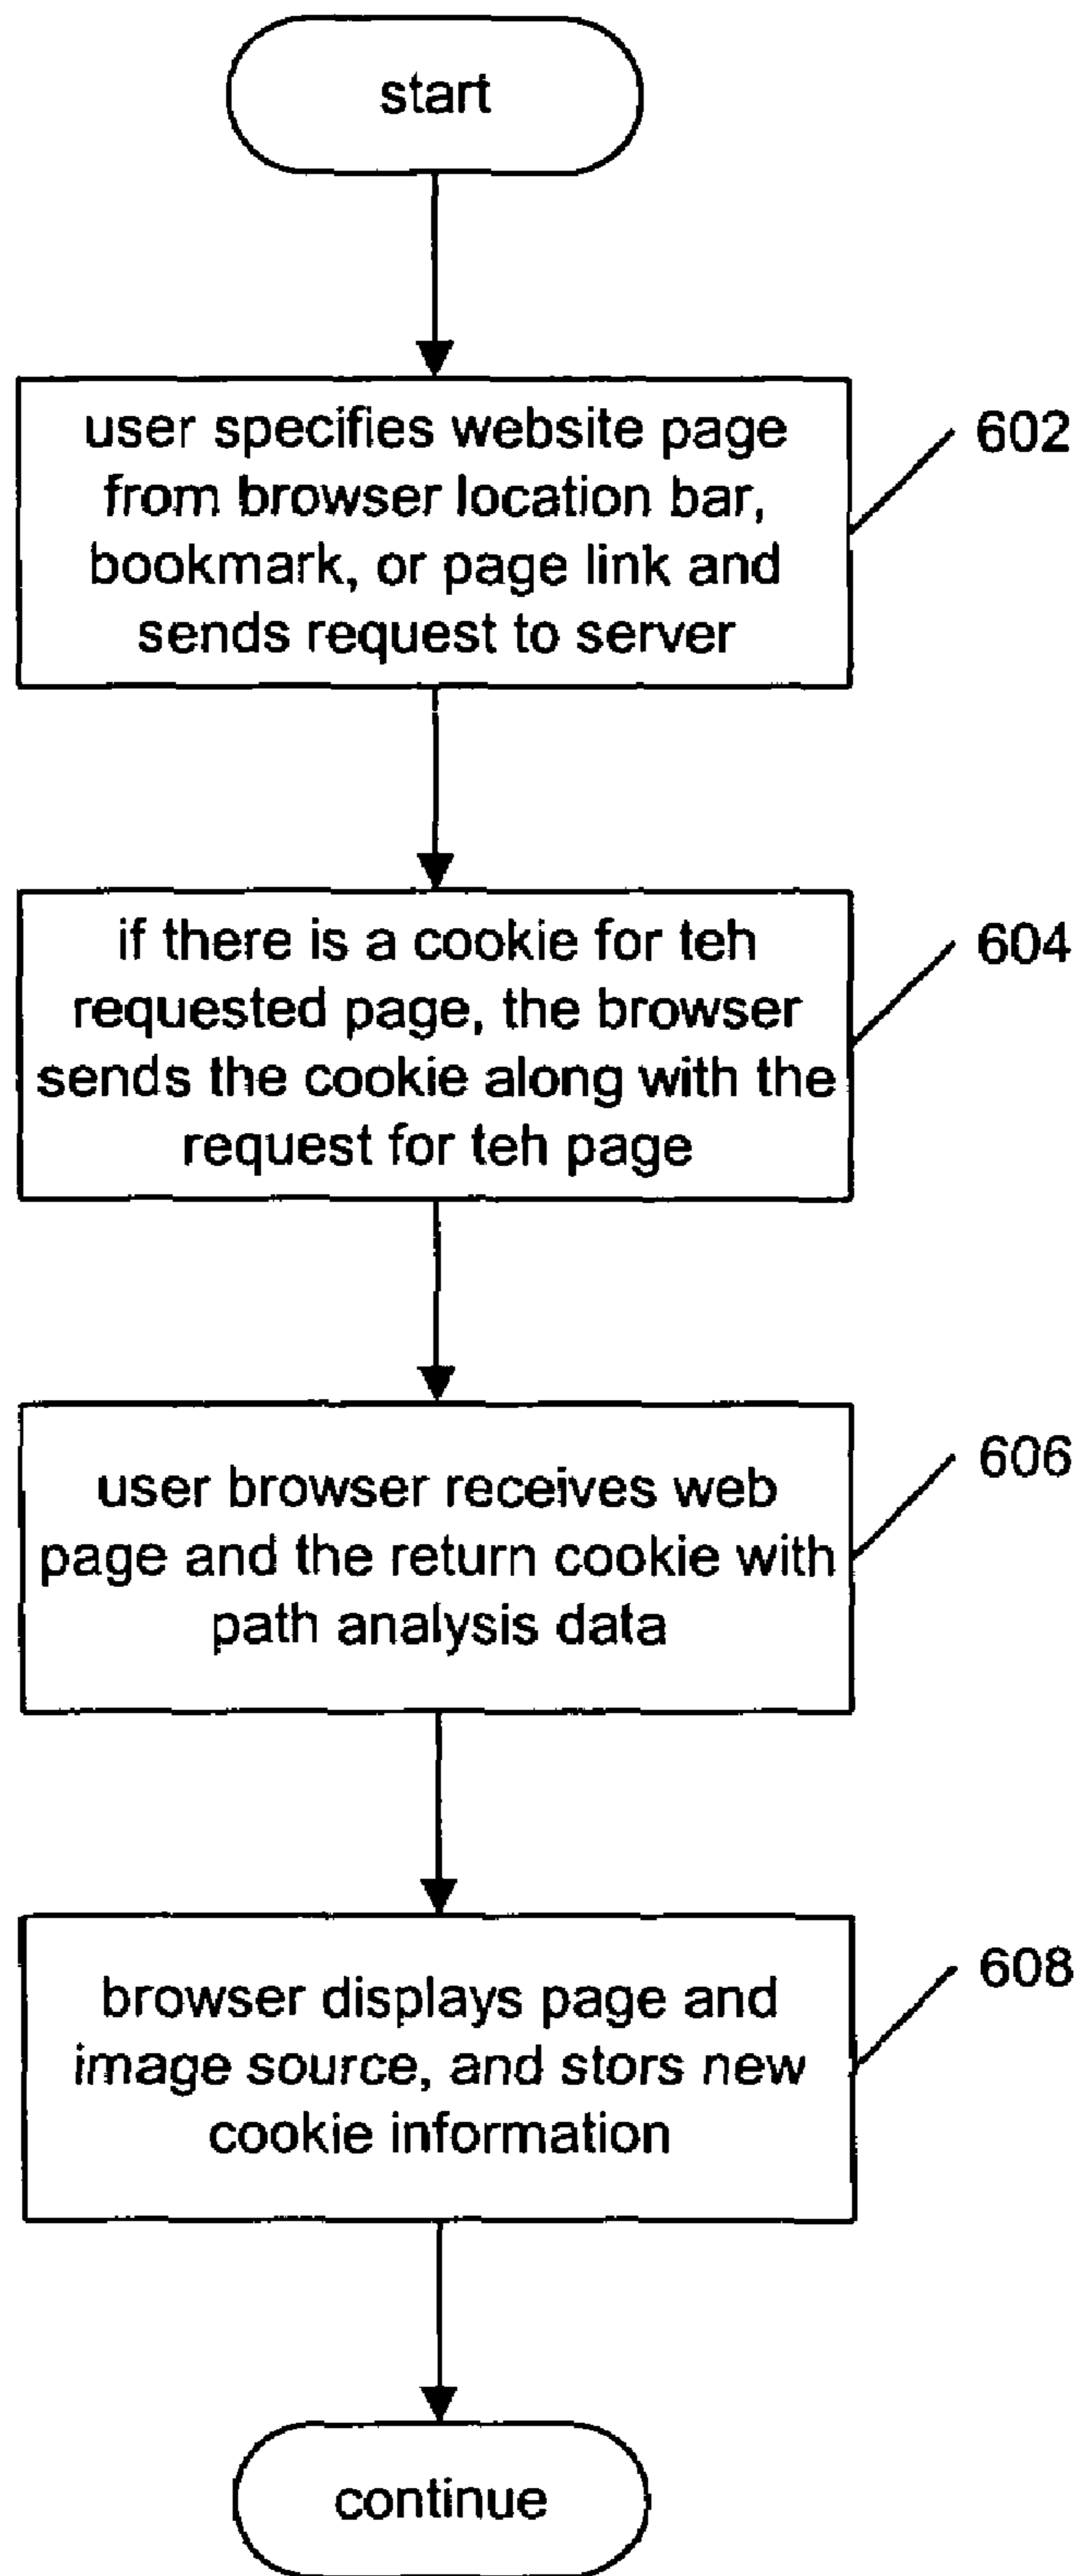 start
user specifies website page
from browser location bar,
bookmark, or page link and
sends request to server
602
if there is a cookie for teh
requested page, the browser
sends the cookie along with the
request for teh page
604
user browser receives web
page and the return cookie with
path analysis data
606
browser displays page and
image source, and stors new
cookie information
608
continue